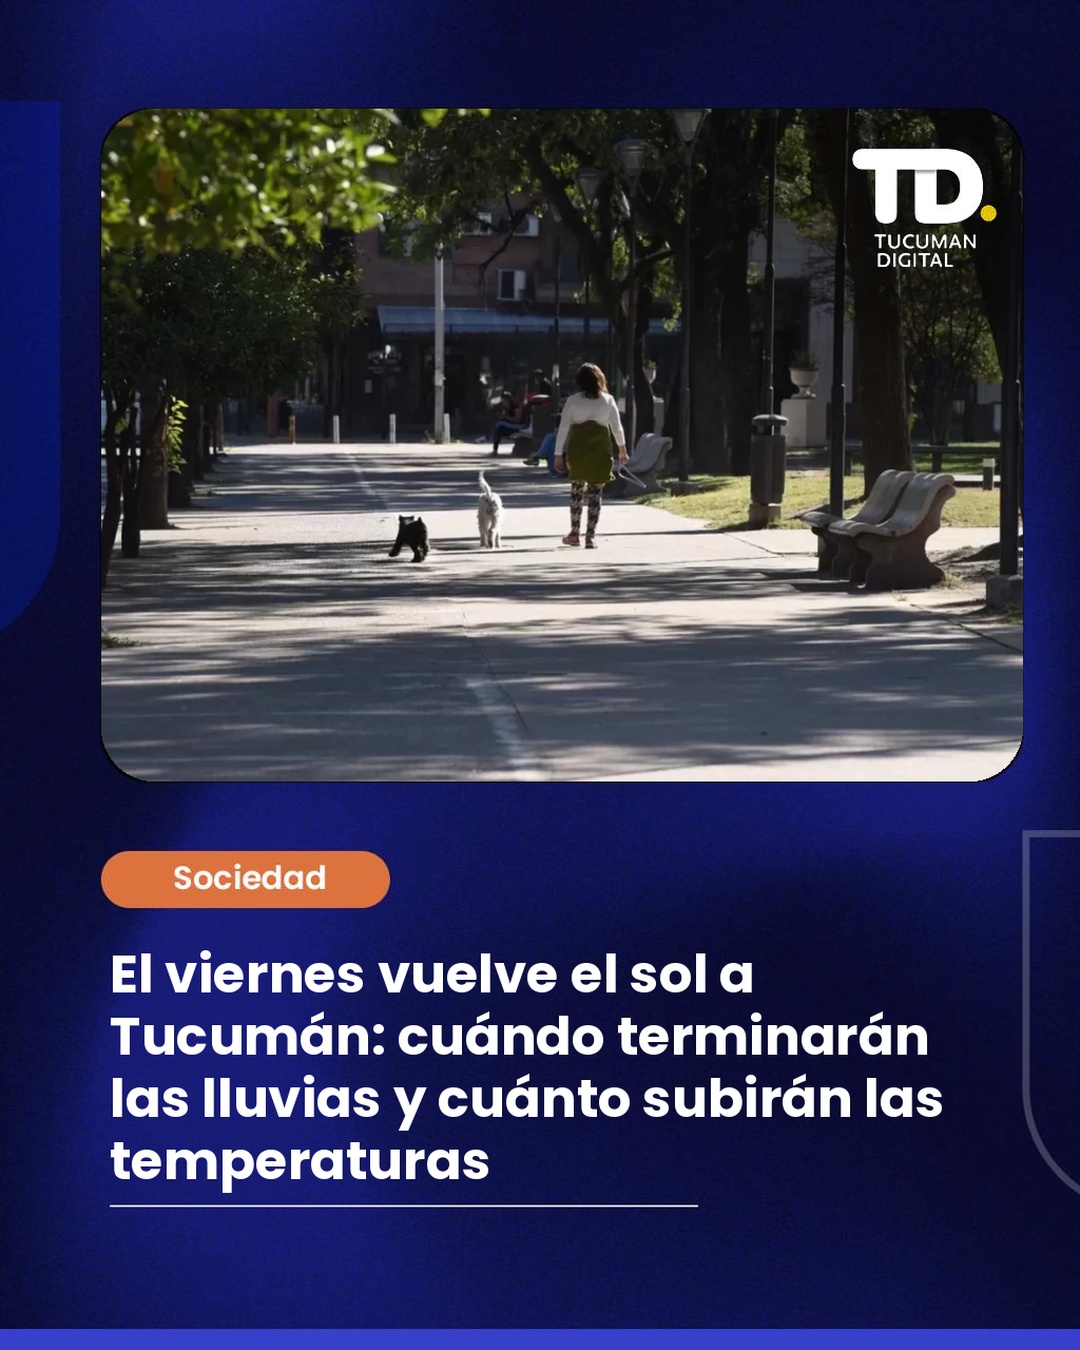 TD.
TUCUMAN
DIGITAL
Sociedad
El viernes vuelve el sol a
Tucumán: cuándo terminarán
las lluvias y cuánto subirán las
temperaturas